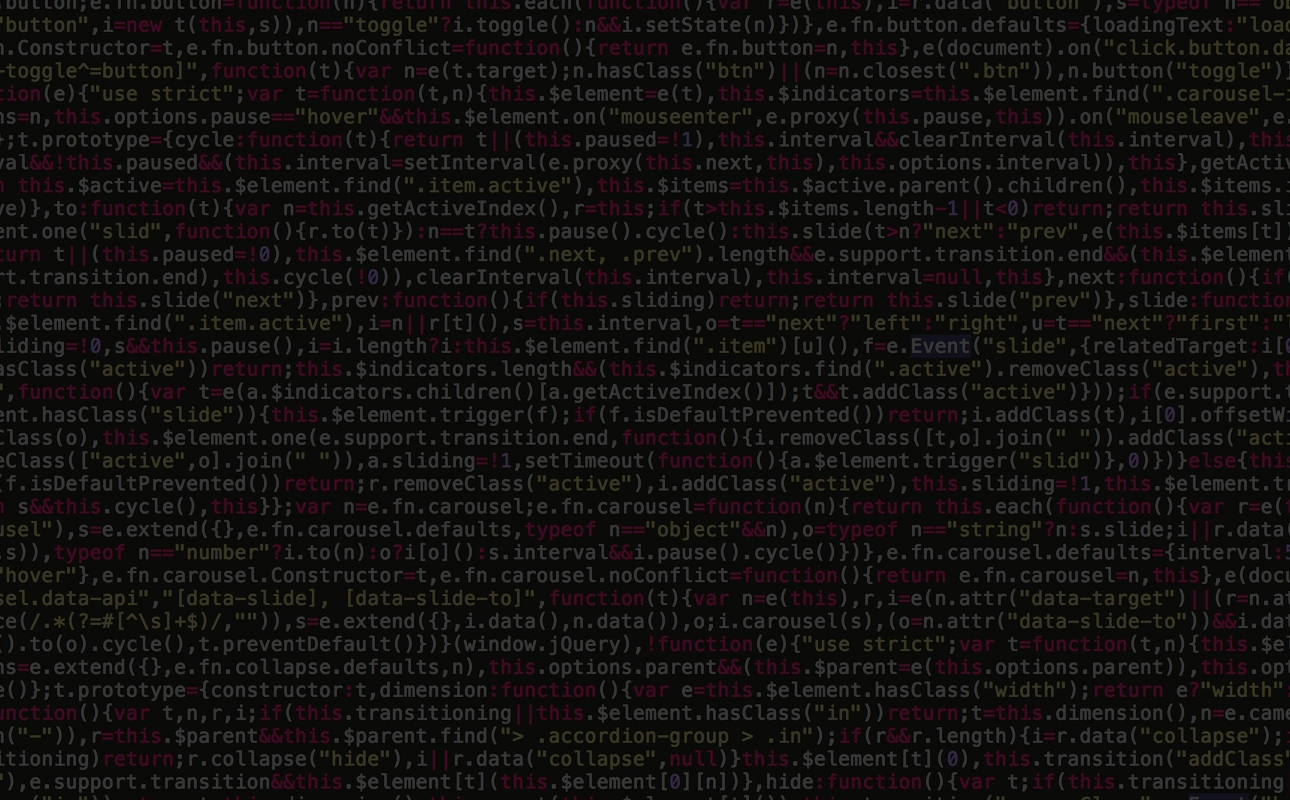 button;e.fn.button=function(n){return this.each(function(){var r=e(this),i=r.data("button"),s=typeof n=="ob
"button",i=new t(this,s)),n=="toggle"?i.toggle():n&&i.setState(n)})},e.fn.button.defaults={loadingText:"load
n.Constructor=t,e.fn.button.noConflict=function(){return e.fn.button=n,this},e(document).on("click.button.da
-toggle^=button]",function(t){var n=e(t.target);n.hasClass("btn")||(n=n.closest(".btn")),n.button("toggle")}
tion(e){"use strict";var t=function(t,n){this.$element=e(t),this.$indicators=this.$element.find(".carousel-i
ns=n,this.options.pause=="hover"&&this.$element.on("mouseenter",e.proxy(this.pause,this)).on("mouseleave",e.
};t.prototype={cycle:function(t){return t||(this.paused=!1),this.interval&&clearInterval(this.interval),this
val&&!this.paused&&(this.interval=setInterval(e.proxy(this.next,this),this.options.interval)),this},getActiv
n this.$active=this.$element.find(".item.active"),this.$items=this.$active.parent().children(),this.$items.i
ve)},to:function(t){var n=this.getActiveIndex(),r=this;if(t>this.$items.length-1||t<0)return;return this.sli
ent.one("slid",function(){r.to(t)}):n==t?this.pause().cycle():this.slide(t>n?"next":"prev",e(this.$items[t])
turn t||(this.paused=!0),this.$element.find(".next, .prev").length&&e.support.transition.end&&(this.$element
rt.transition.end),this.cycle(!0)),clearInterval(this.interval),this.interval=null,this},next:function(){if(
;return this.slide("next")},prev:function(){if(this.sliding)return;return this.slide("prev")},slide:function
.$element.find(".item.active"),i=n||r[t](),s=this.interval,o=t=="next"?"left":"right",u=t=="next"?"first":"l
liding=!0,s&&this.pause(),i=i.length?i:this.$element.find(".item")[u](),f=e.Event("slide",{relatedTarget:i[0
asClass("active"))return;this.$indicators.length&&(this.$indicators.find(".active").removeClass("active"),th
",function(){var t=e(a.$indicators.children()[a.getActiveIndex()]);t&&t.addClass("active")}));if(e.support.t
ent.hasClass("slide")){this.$element.trigger(f);if(f.isDefaultPrevented())return;i.addClass(t),i[0].offsetWi
Class(o),this.$element.one(e.support.transition.end,function(){i.removeClass([t,o].join(" ")).addClass("acti
eClass(["active",o].join(" ")),a.sliding=!1,setTimeout(function(){a.$element.trigger("slid")},0)})}else{this
(f.isDefaultPrevented())return;r.removeClass("active"),i.addClass("active"),this.sliding=!1,this.$element.tr
n s&&this.cycle(),this}};var n=e.fn.carousel;e.fn.carousel=function(n){return this.each(function(){var r=e(t
usel"),s=e.extend({},e.fn.carousel.defaults,typeof n=="object"&&n),o=typeof n=="string"?n:s.slide;i||r.data(
.s)),typeof n=="number"?i.to(n):o?i[o]():s.interval&&i.pause().cycle()})},e.fn.carousel.defaults={interval:5
"hover"},e.fn.carousel.Constructor=t,e.fn.carousel.noConflict=function(){return e.fn.carousel=n,this},e(docu
sel.data-api","[data-slide], [data-slide-to]",function(t){var n=e(this),r,i=e(n.attr("data-target")||(r=n.at
ce(/.*(?=#[^\s]+$)/,"")),s=e.extend({},i.data(),n.data()),o;i.carousel(s),(o=n.attr("data-slide-to"))&&i.dat
).to(o).cycle(),t.preventDefault()})}(window.jQuery),!function(e){"use strict";var t=function(t,n){this.$ele
ns=e.extend({},e.fn.collapse.defaults,n),this.options.parent&&(this.$parent=e(this.options.parent)),this.opt
e()};t.prototype={constructor:t,dimension:function(){var e=this.$element.hasClass("width");return e?"width":
unction(){var t,n,r,i;if(this.transitioning||this.$element.hasClass("in"))return;t=this.dimension(),n=e.came
n("-")),r=this.$parent&&this.$parent.find("> .accordion-group > .in");if(r&&r.length){i=r.data("collapse");i
itioning)return;r.collapse("hide"),i||r.data("collapse",null)}this.$element[t](0),this.transition("addClass"
"),e.support.transition&&this.$element[t](this.$element[0][n])},hide:function(){var t;if(this.transitioning